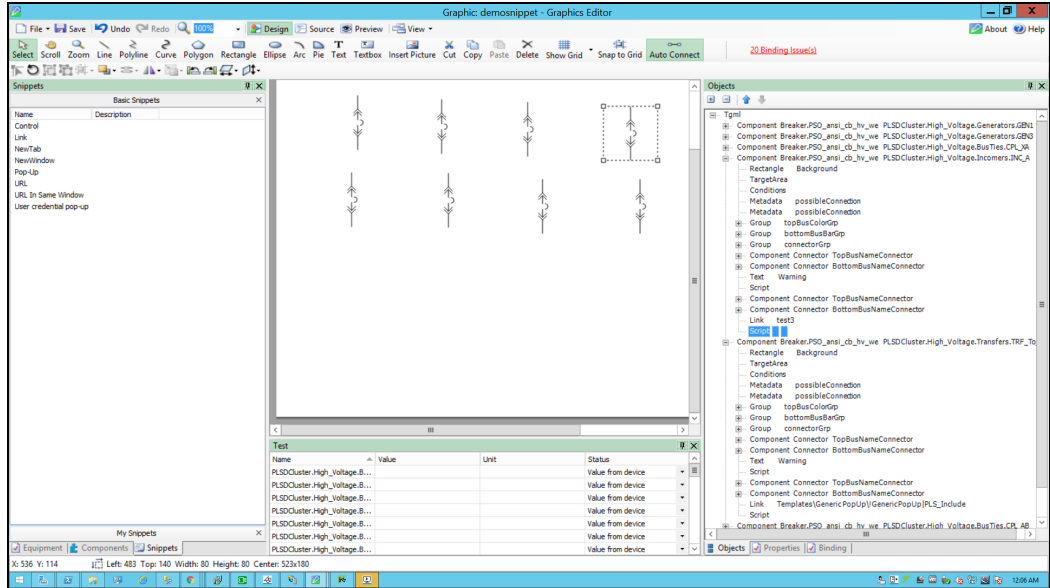 Graphic: demosnippet - Graphics Editor
File Save Undo Redo 100% Design Source Preview View About Help
Select Scroll Zoom Line Polyline Curve Polygon Rectangle Ellipse Arc Pie Text Textbox Insert Picture Cut Copy Paste Delete Show Grid Snap to Grid Auto Connect 20 Binding Issue(s)
Snippets
Basic Snippets
Name Description
Control
Link
NewTab
NewWindow
Pop-Up
URL
URL In Same Window
User credential pop-up
My Snippets
Equipment Components Snippets
Test
Name Value Unit Status
PLSDCluster.High_Voltage.B... Value from device
PLSDCluster.High_Voltage.B... Value from device
PLSDCluster.High_Voltage.B... Value from device
PLSDCluster.High_Voltage.B... Value from device
PLSDCluster.High_Voltage.B... Value from device
PLSDCluster.High_Voltage.B... Value from device
PLSDCluster.High_Voltage.B... Value from device
Objects
Tgml
Component Breaker.PSO_ansi_cb_hv_we PLSDCluster.High_Voltage.Generators.GEN1
Component Breaker.PSO_ansi_cb_hv_we PLSDCluster.High_Voltage.Generators.GEN3
Component Breaker.PSO_ansi_cb_hv_we PLSDCluster.High_Voltage.BusTies.CPL_XA
Component Breaker.PSO_ansi_cb_hv_we PLSDCluster.High_Voltage.Incomers.INC_A
Rectangle Background
TargetArea
Conditions
Metadata possibleConnection
Metadata possibleConnection
Group topBusColorGrp
Group bottomBusBarGrp
Group connectorGrp
Component Connector TopBusNameConnector
Component Connector BottomBusNameConnector
Text Warning
Script
Component Connector TopBusNameConnector
Component Connector BottomBusNameConnector
Link test3
Script
Component Breaker.PSO_ansi_cb_hv_we PLSDCluster.High_Voltage.Transfers.TRF_To
Rectangle Background
TargetArea
Conditions
Metadata possibleConnection
Metadata possibleConnection
Group topBusColorGrp
Group bottomBusBarGrp
Group connectorGrp
Component Connector TopBusNameConnector
Component Connector BottomBusNameConnector
Text Warning
Script
Component Connector TopBusNameConnector
Component Connector BottomBusNameConnector
Link Templates\GenericPopUp\!GenericPopUp|PLS_Include
Script
Component Breaker.PSO_ansi_cb_hv_we PLSDCluster.High_Voltage.BusTies.CPL_AB
Objects Properties Binding
X: 536 Y: 114 Left: 483 Top: 140 Width: 80 Height: 80 Center: 523x180
12:06 AM